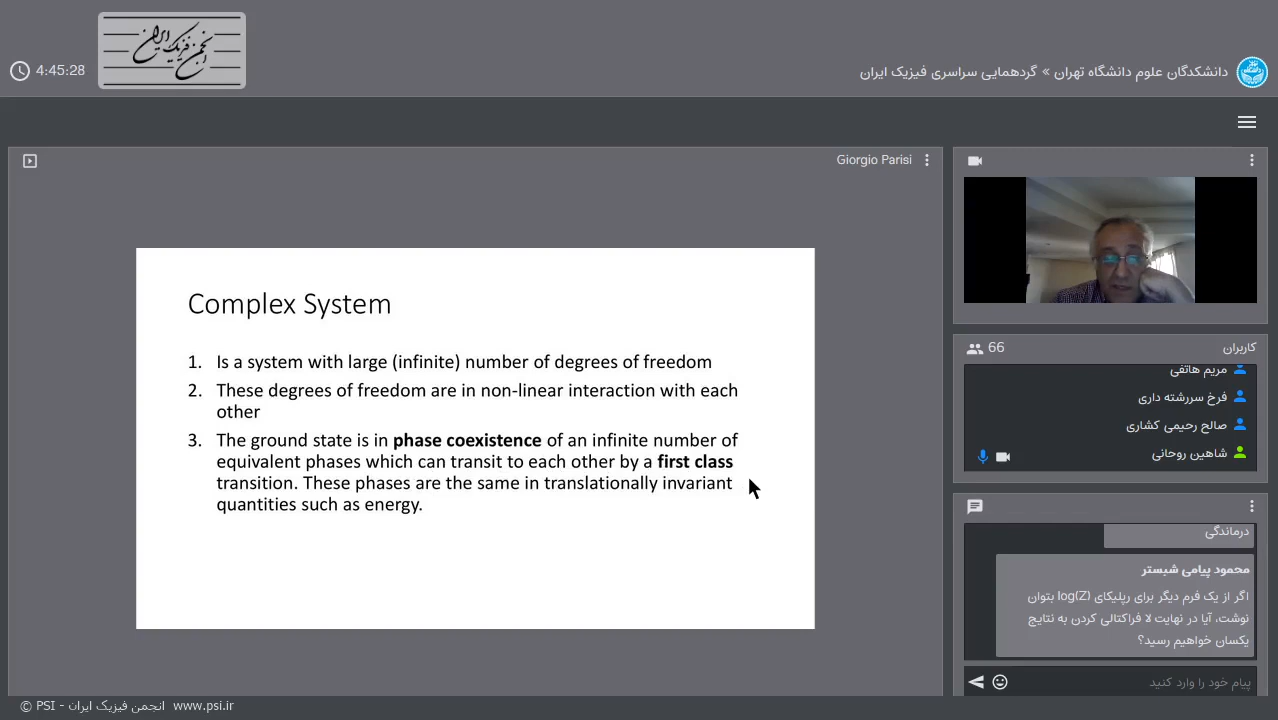 4:45:28
انجمن فیزیک ایران
دانشکدگان علوم دانشگاه تهران » گردهمایی سراسری فیزیک ایران
Giorgio Parisi
Complex System
1. Is a system with large (infinite) number of degrees of freedom
2. These degrees of freedom are in non-linear interaction with each
other
3. The ground state is in phase coexistence of an infinite number of
equivalent phases which can transit to each other by a first class
transition. These phases are the same in translationally invariant
quantities such as energy.
66
کاربران
مریم هاتفی
فرخ سررشته داری
صالح رحیمی کشاری
شاهین روحانی
درماندگی
محمود پیامی شبستر
اگر از یک فرم دیگر برای رپلیکای log(Z) بتوان
نوشت، آیا در نهایت لا فراکتالی کردن به نتایج
یکسان خواهیم رسید؟
پیام خود را وارد کنید
© PSI - انجمن فیزیک ایران www.psi.ir